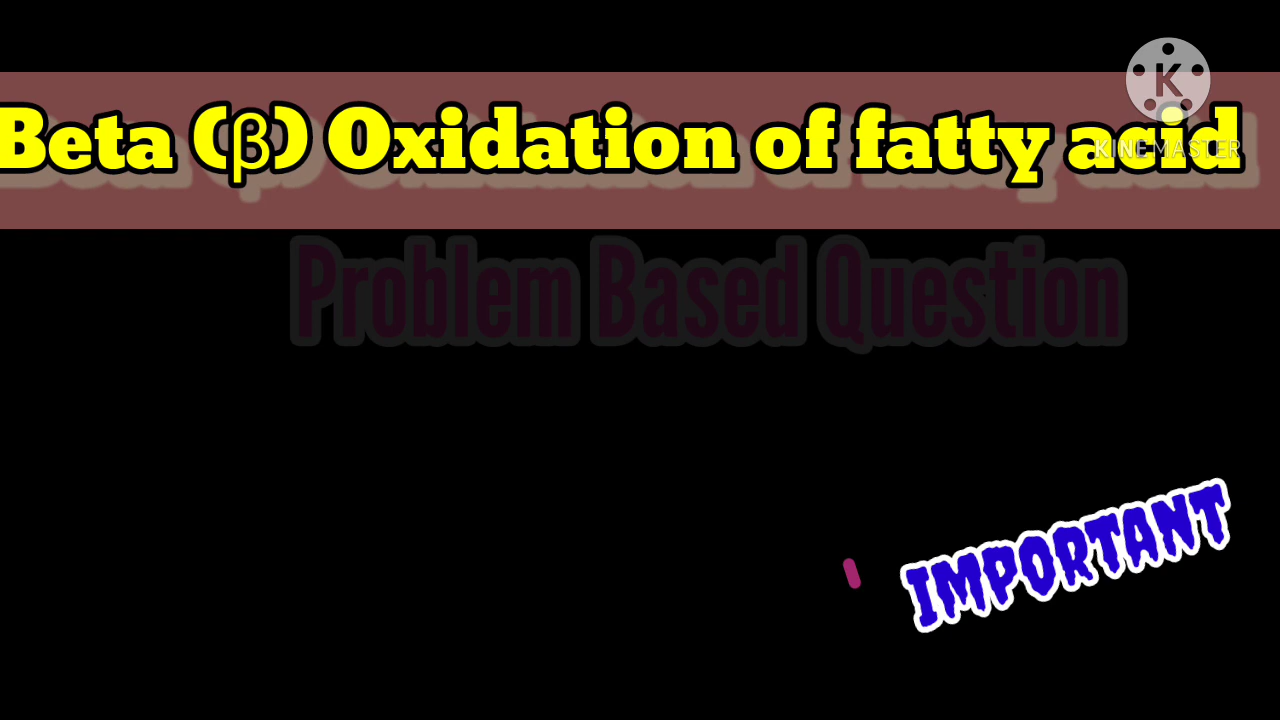 Beta (β) Oxidation of fatty acid
K
KINEMASTER
Problem Based Question
IMPORTANT